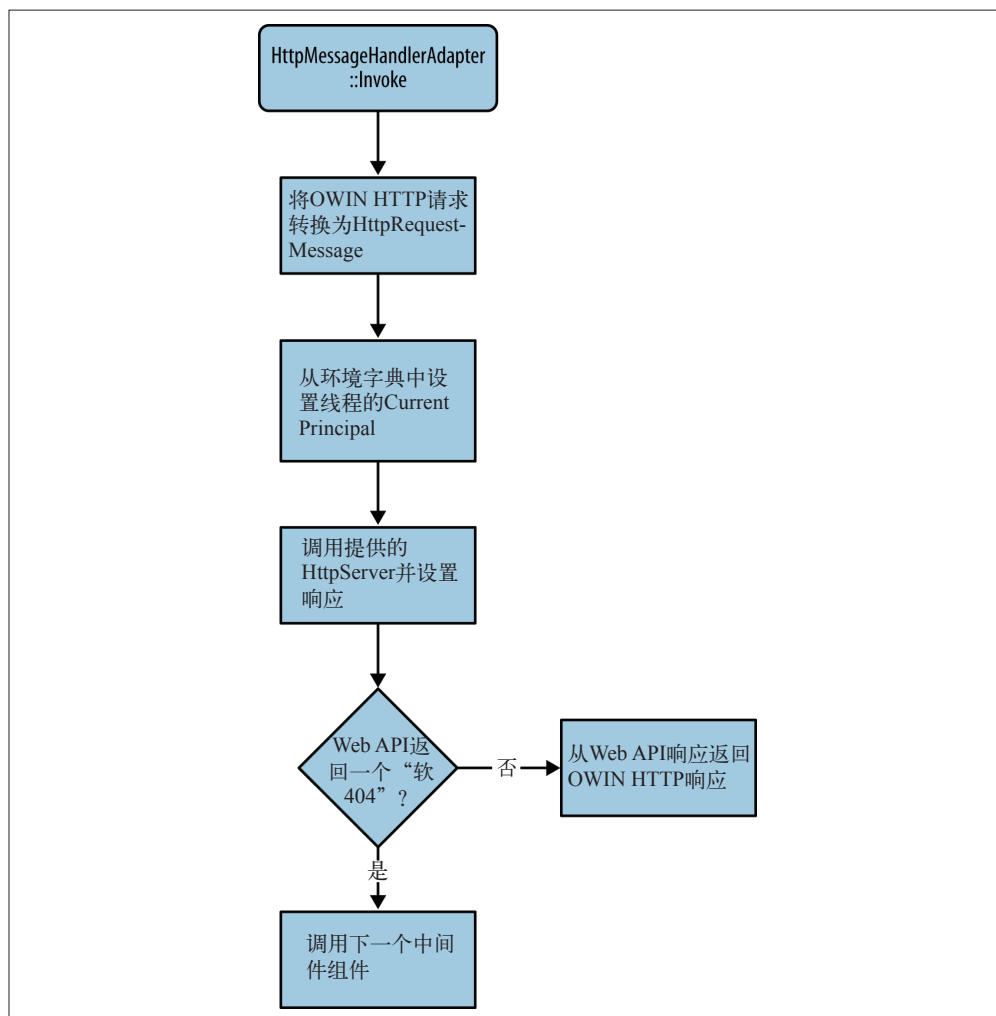 HttpMessageHandlerAdapter
::Invoke
将OWIN HTTP请求
转换为HttpRequest-
Message
从环境字典中设
置线程的Current
Principal
调用提供的
HttpServer并设置
响应
Web API返
回一个“软
404”？
否
从Web API响应返回
OWIN HTTP响应
是
调用下一个中间
件组件